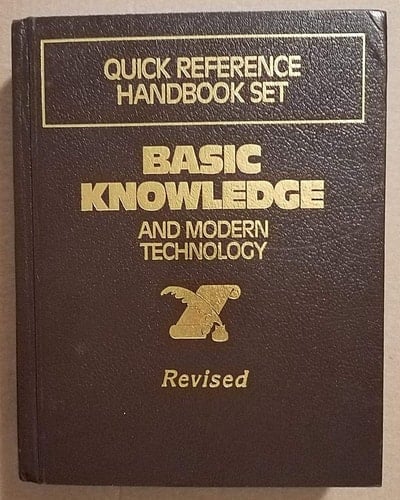 QUICK REFERENCE
HANDBOOK SET
BASIC
KNOWLEDGE
AND MODERN
TECHNOLOGY
Revised